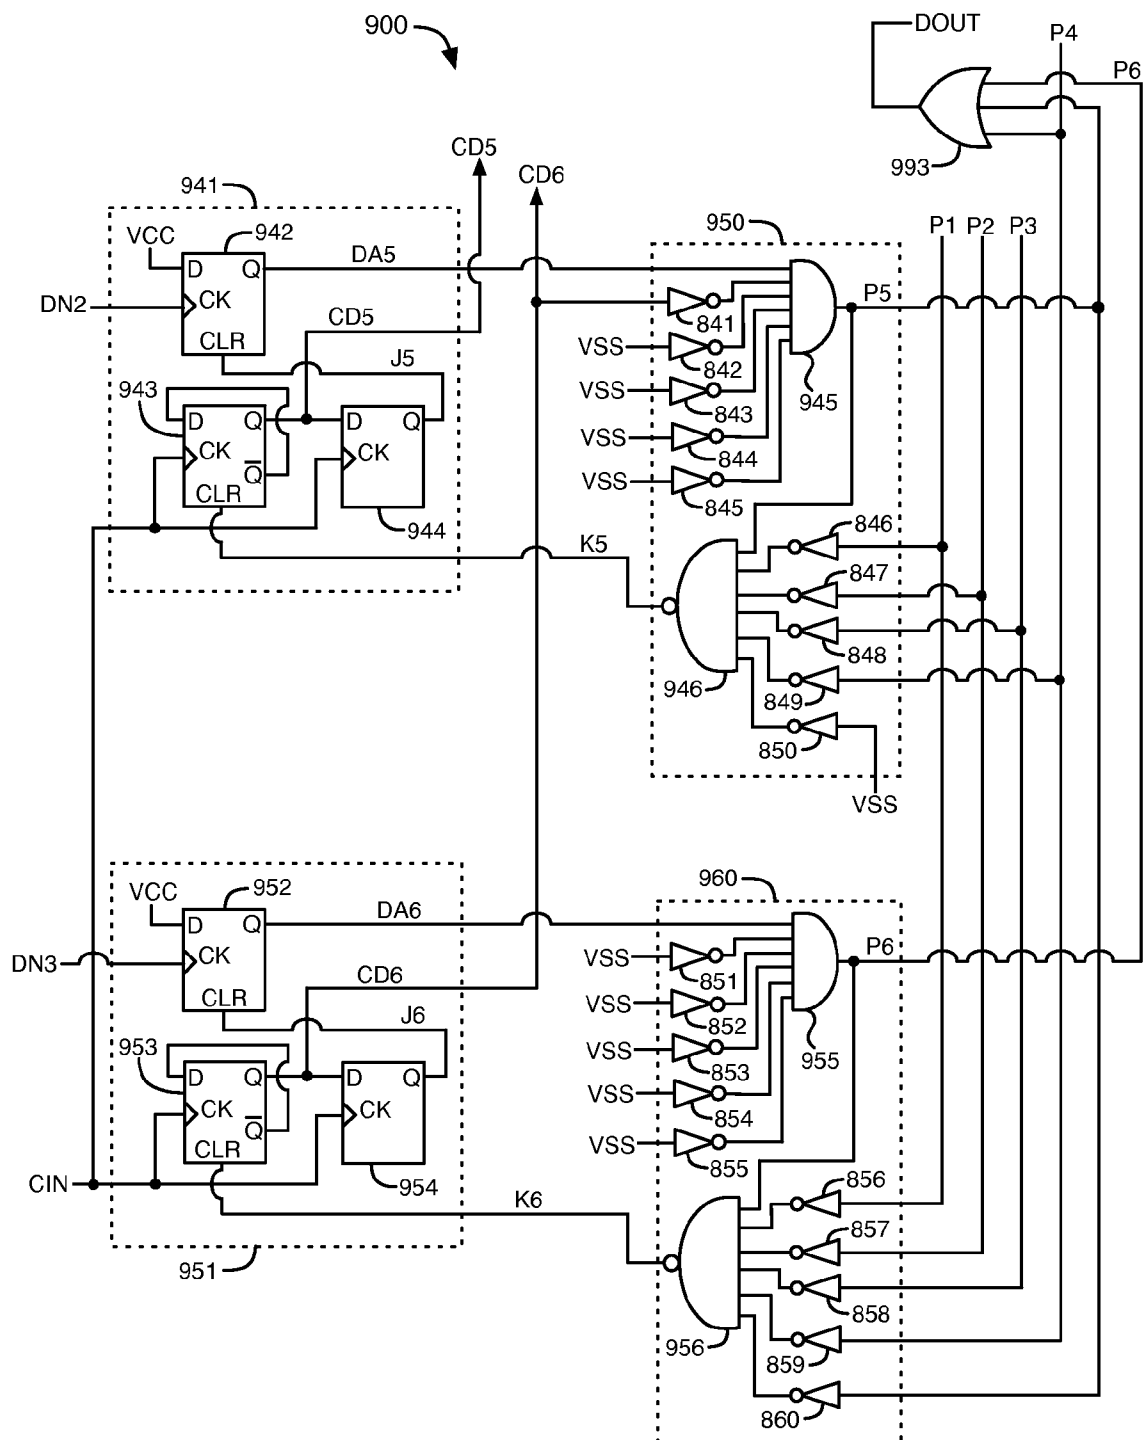 900
DOUT
P4
P6
993
CD5
CD6
941
VCC
942
D
Q
DA5
DN2
CK
CLR
CD5
J5
943
D
Q
D
Q
CK
CK
Q
CLR
944
K5
950
P1
P2
P3
841
VSS
842
VSS
843
VSS
844
VSS
845
945
P5
846
847
848
849
946
850
VSS
951
VCC
952
D
Q
DA6
DN3
CK
CLR
CD6
J6
953
D
Q
D
Q
CK
CK
Q
CLR
CIN
954
K6
960
VSS
851
VSS
852
VSS
853
VSS
854
VSS
855
955
P6
856
857
858
956
859
860